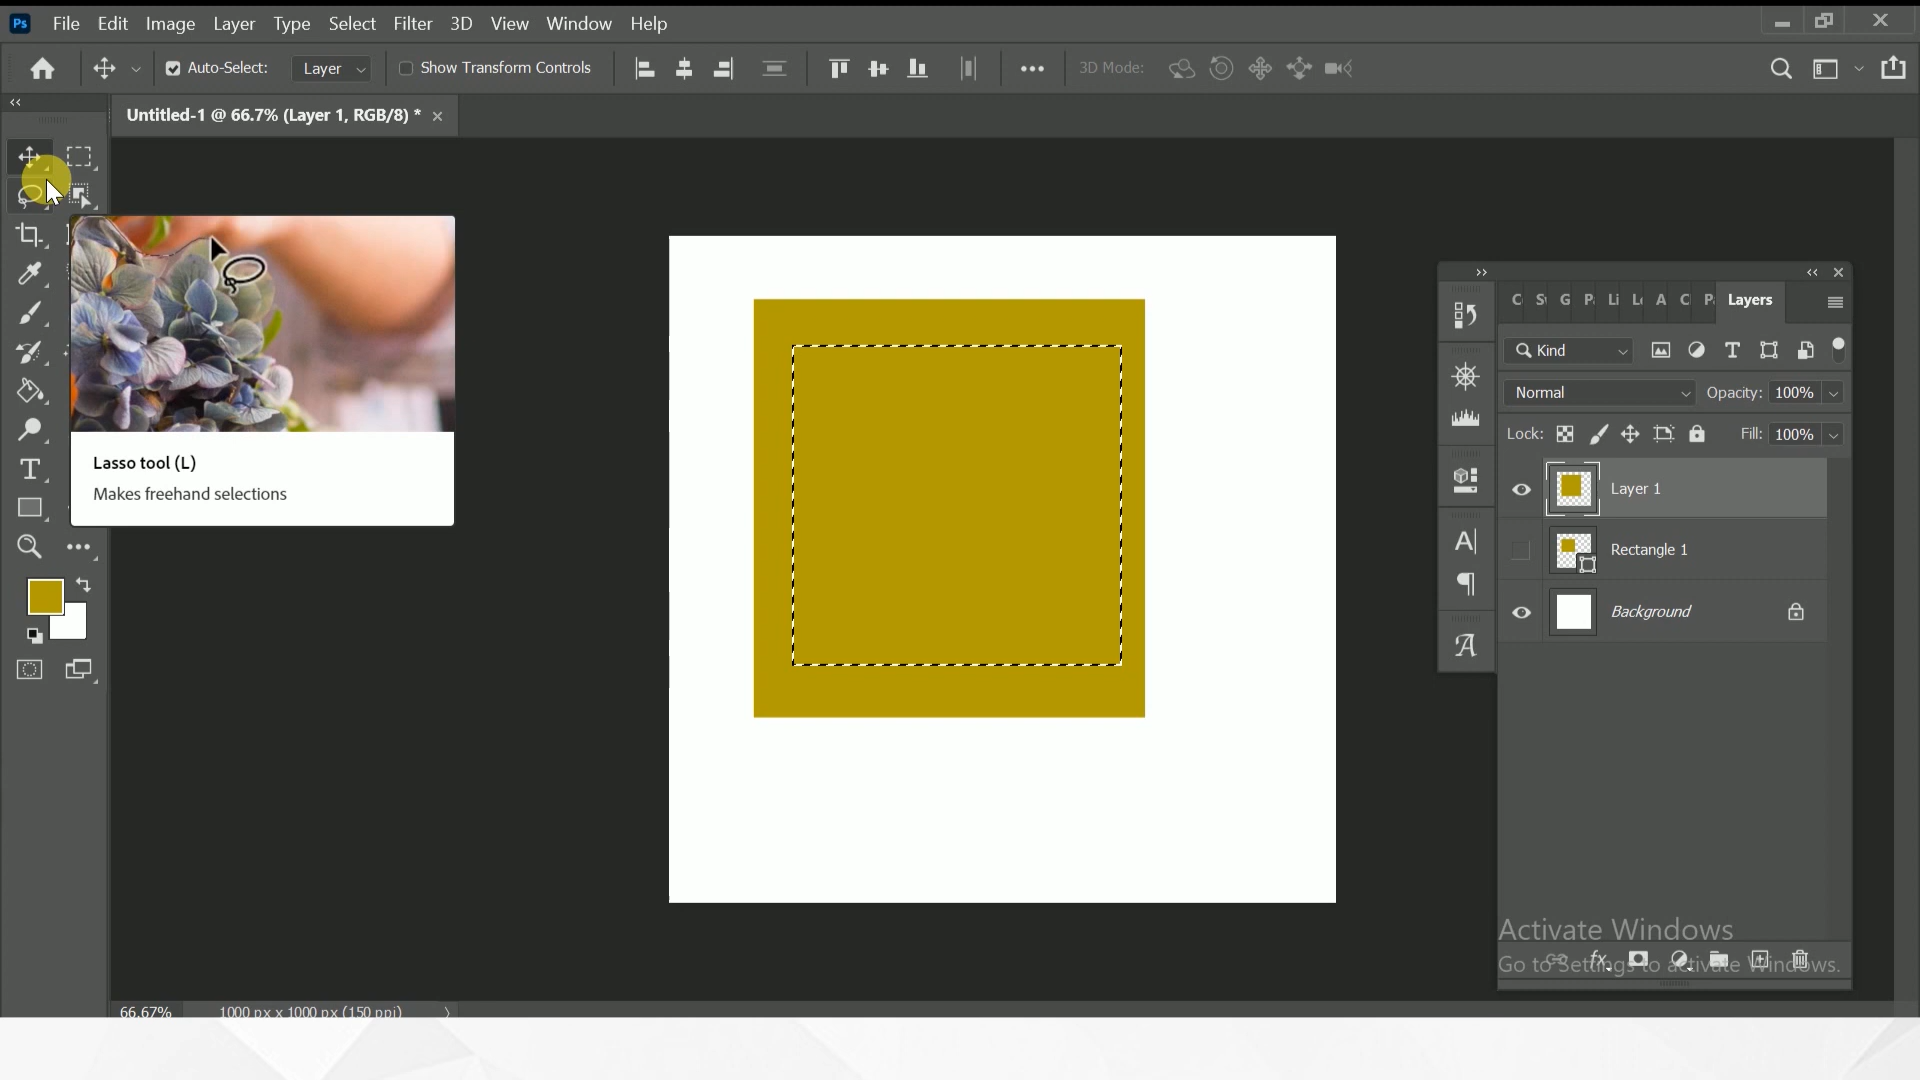 Ps File Edit Image Layer Type Select Filter 3D View Window Help
Auto-Select: Layer Show Transform Controls 3D Mode:
Untitled-1 @ 66.7% (Layer 1, RGB/8) *
Lasso tool (L)
Makes freehand selections
C S G P Li L A C P Layers
Kind
Normal Opacity: 100%
Lock: Fill: 100%
Layer 1
Rectangle 1
Background
Activate Windows
Go to Settings to activate Windows.
66.67% 1000 px x 1000 px (150 ppi)